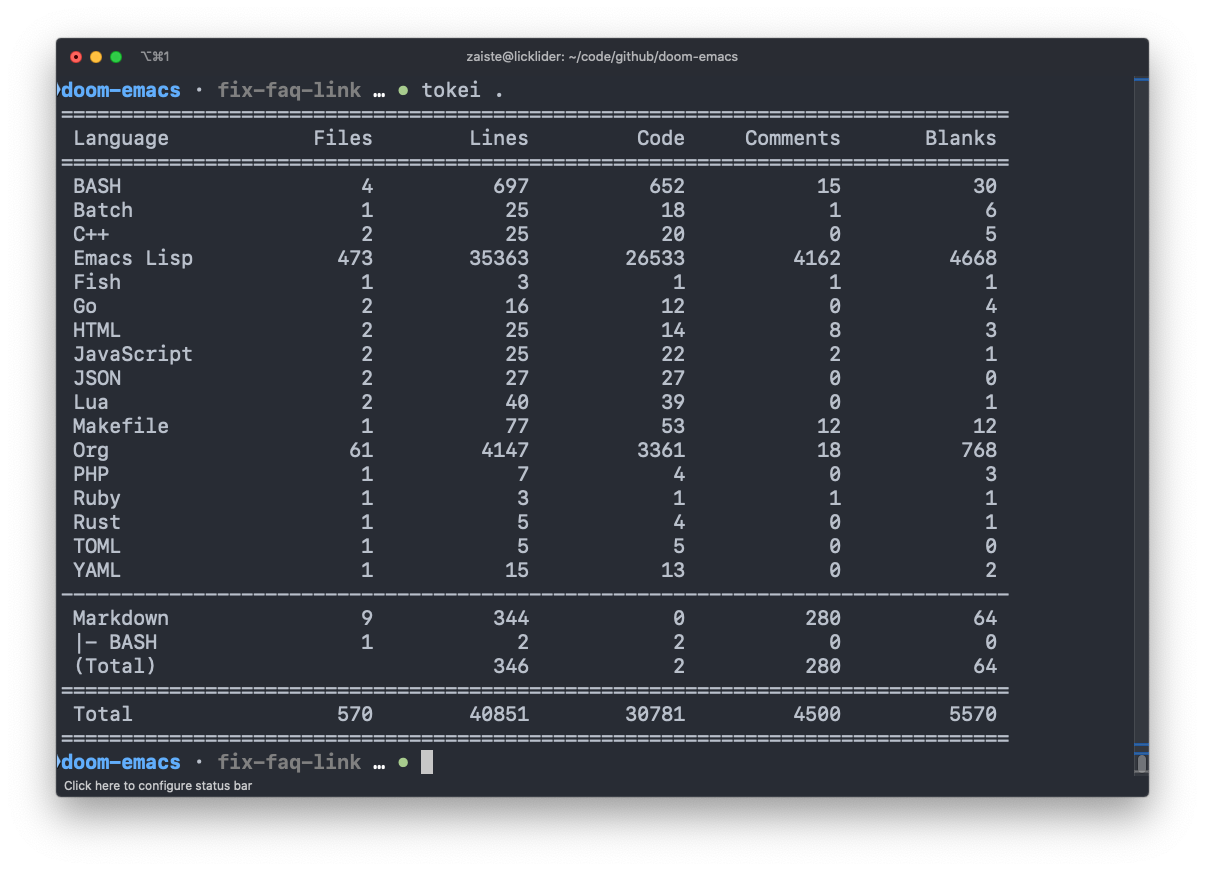 ⌥⌘1 zaiste@licklider: ~/code/github/doom-emacs
doom-emacs · fix-faq-link … ● tokei .
===============================================================================
Language Files Lines Code Comments Blanks
===============================================================================
BASH 4 697 652 15 30
Batch 1 25 18 1 6
C++ 2 25 20 0 5
Emacs Lisp 473 35363 26533 4162 4668
Fish 1 3 1 1 1
Go 2 16 12 0 4
HTML 2 25 14 8 3
JavaScript 2 25 22 2 1
JSON 2 27 27 0 0
Lua 2 40 39 0 1
Makefile 1 77 53 12 12
Org 61 4147 3361 18 768
PHP 1 7 4 0 3
Ruby 1 3 1 1 1
Rust 1 5 4 0 1
TOML 1 5 5 0 0
YAML 1 15 13 0 2
-------------------------------------------------------------------------------
Markdown 9 344 0 280 64
|- BASH 1 2 2 0 0
(Total) 346 2 280 64
===============================================================================
Total 570 40851 30781 4500 5570
===============================================================================
doom-emacs · fix-faq-link … ●
Click here to configure status bar